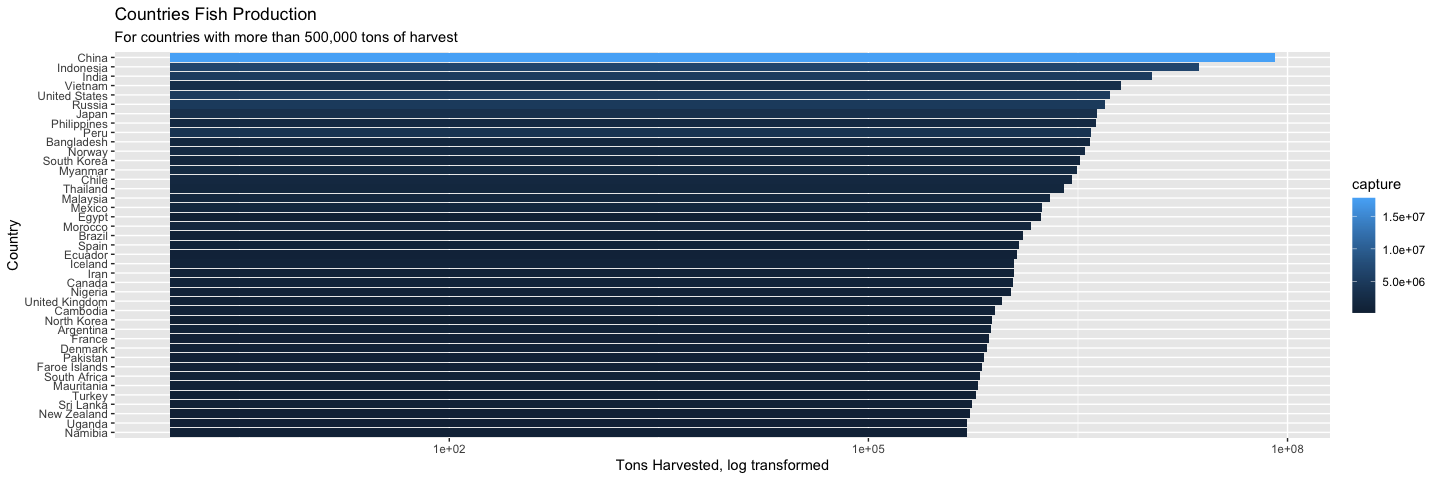 Countries Fish Production
For countries with more than 500,000 tons of harvest
China
Indonesia
India
Vietnam
United States
Russia
Japan
Philippines
Peru
Bangladesh
Norway
South Korea
Myanmar
Chile
Thailand
Malaysia
Mexico
Egypt
Morocco
Brazil
Spain
Ecuador
Iceland
Iran
Canada
Nigeria
United Kingdom
Cambodia
North Korea
Argentina
France
Denmark
Pakistan
Faroe Islands
South Africa
Mauritania
Turkey
Sri Lanka
New Zealand
Uganda
Namibia
Country
1e+02
1e+05
1e+08
Tons Harvested, log transformed
capture
1.5e+07
1.0e+07
5.0e+06